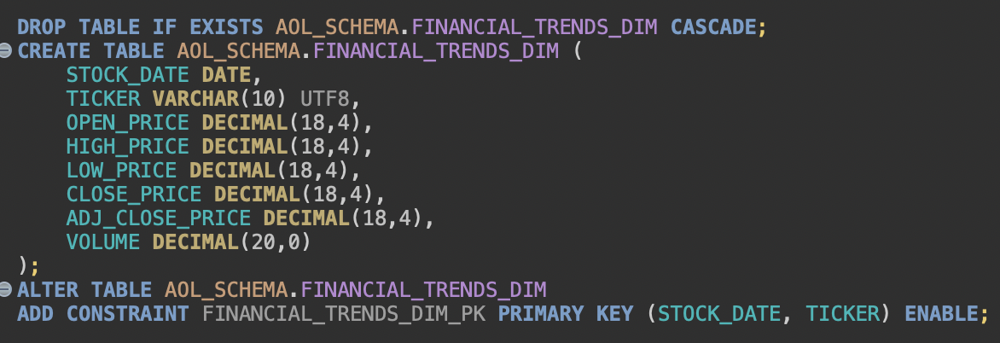 DROP TABLE IF EXISTS AOL_SCHEMA.FINANCIAL_TRENDS_DIM CASCADE;
CREATE TABLE AOL_SCHEMA.FINANCIAL_TRENDS_DIM (
    STOCK_DATE DATE,
    TICKER VARCHAR(10) UTF8,
    OPEN_PRICE DECIMAL(18,4),
    HIGH_PRICE DECIMAL(18,4),
    LOW_PRICE DECIMAL(18,4),
    CLOSE_PRICE DECIMAL(18,4),
    ADJ_CLOSE_PRICE DECIMAL(18,4),
    VOLUME DECIMAL(20,0)
);
ALTER TABLE AOL_SCHEMA.FINANCIAL_TRENDS_DIM
ADD CONSTRAINT FINANCIAL_TRENDS_DIM_PK PRIMARY KEY (STOCK_DATE, TICKER) ENABLE;